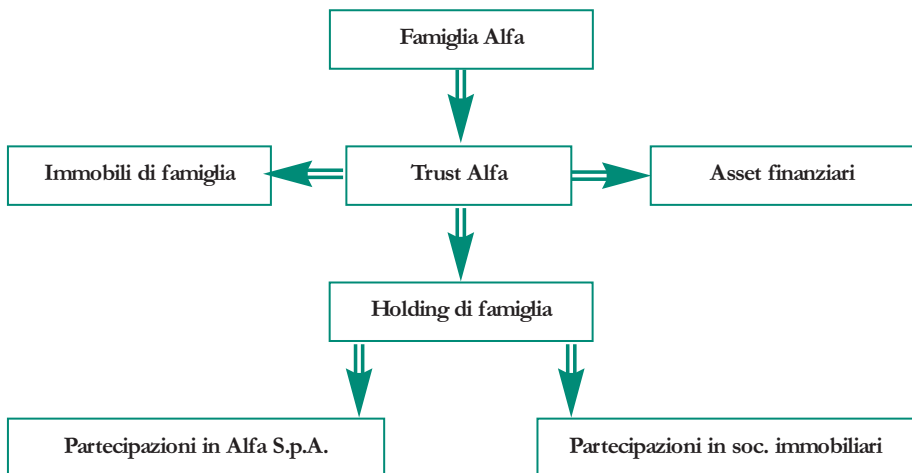 Famiglia Alfa
Immobili di famiglia
Trust Alfa
Asset finanziari
Holding di famiglia
Partecipazioni in Alfa S.p.A.
Partecipazioni in soc. immobiliari